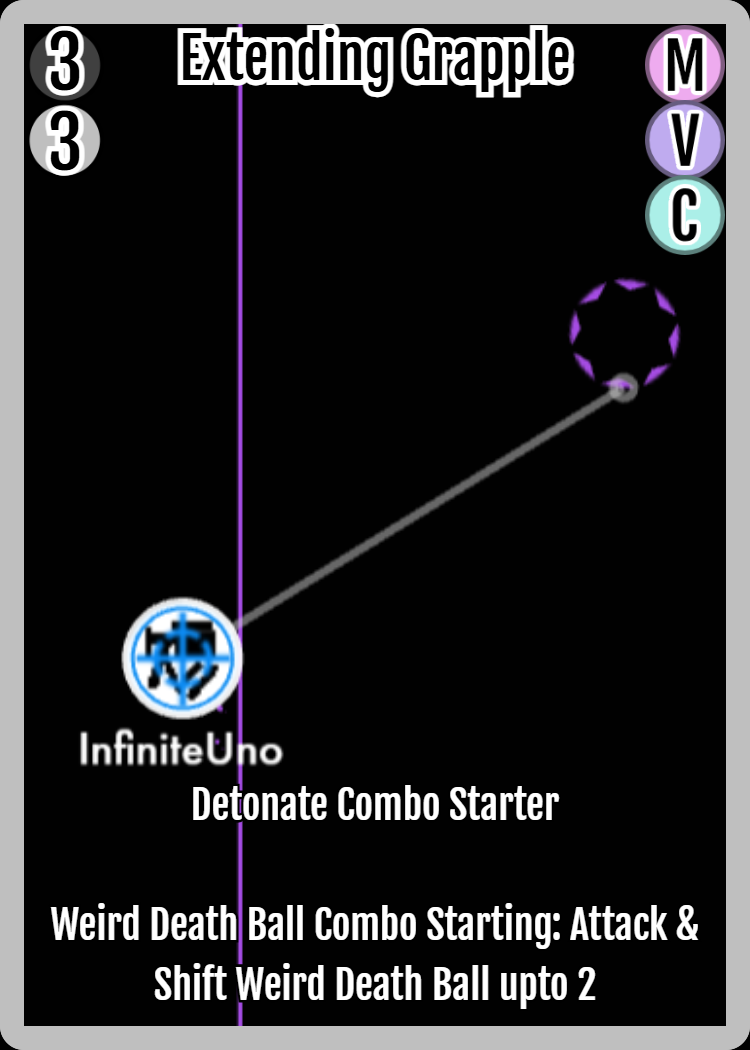 3
Extending Grapple
M
3
V
C
InfiniteUno
Detonate Combo Starter
Weird Death Ball Combo Starting: Attack &
Shift Weird Death Ball upto 2